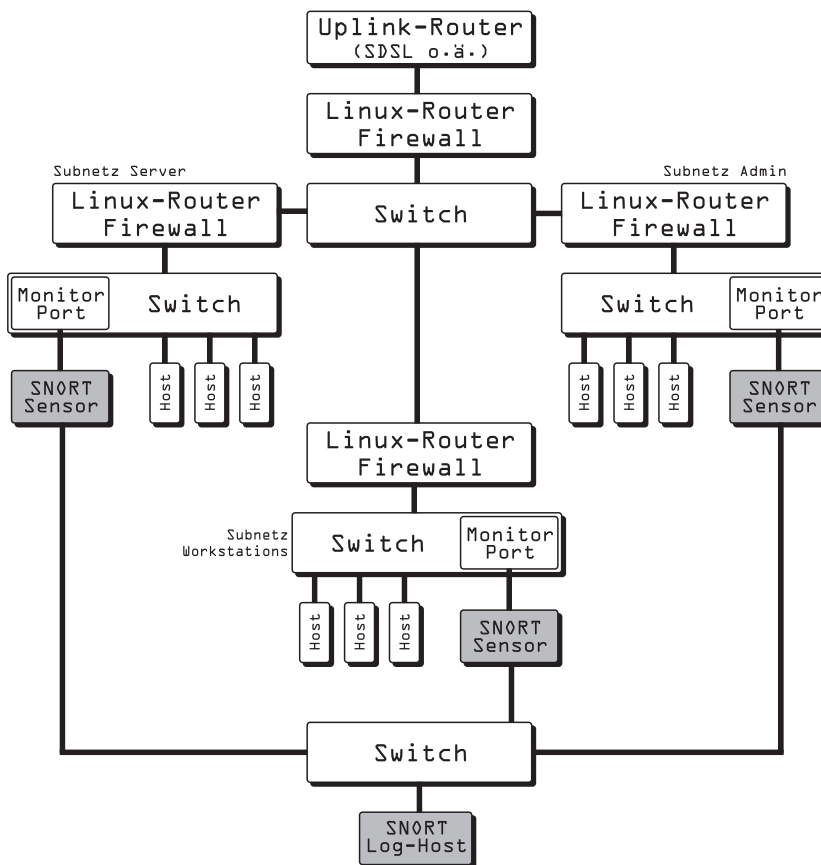 Uplink-Router
(SDSL o.ä.)
Linux-Router
Firewall
Subnetz Server
Subnetz Admin
Linux-Router
Firewall
Switch
Linux-Router
Firewall
Monitor
Port
Switch
Switch
Monitor
Port
SNORT
Sensor
Host
Host
Host
Host
Host
Host
SNORT
Sensor
Linux-Router
Firewall
Subnetz
Workstations
Switch
Monitor
Port
Host
Host
Host
SNORT
Sensor
Switch
SNORT
Log-Host